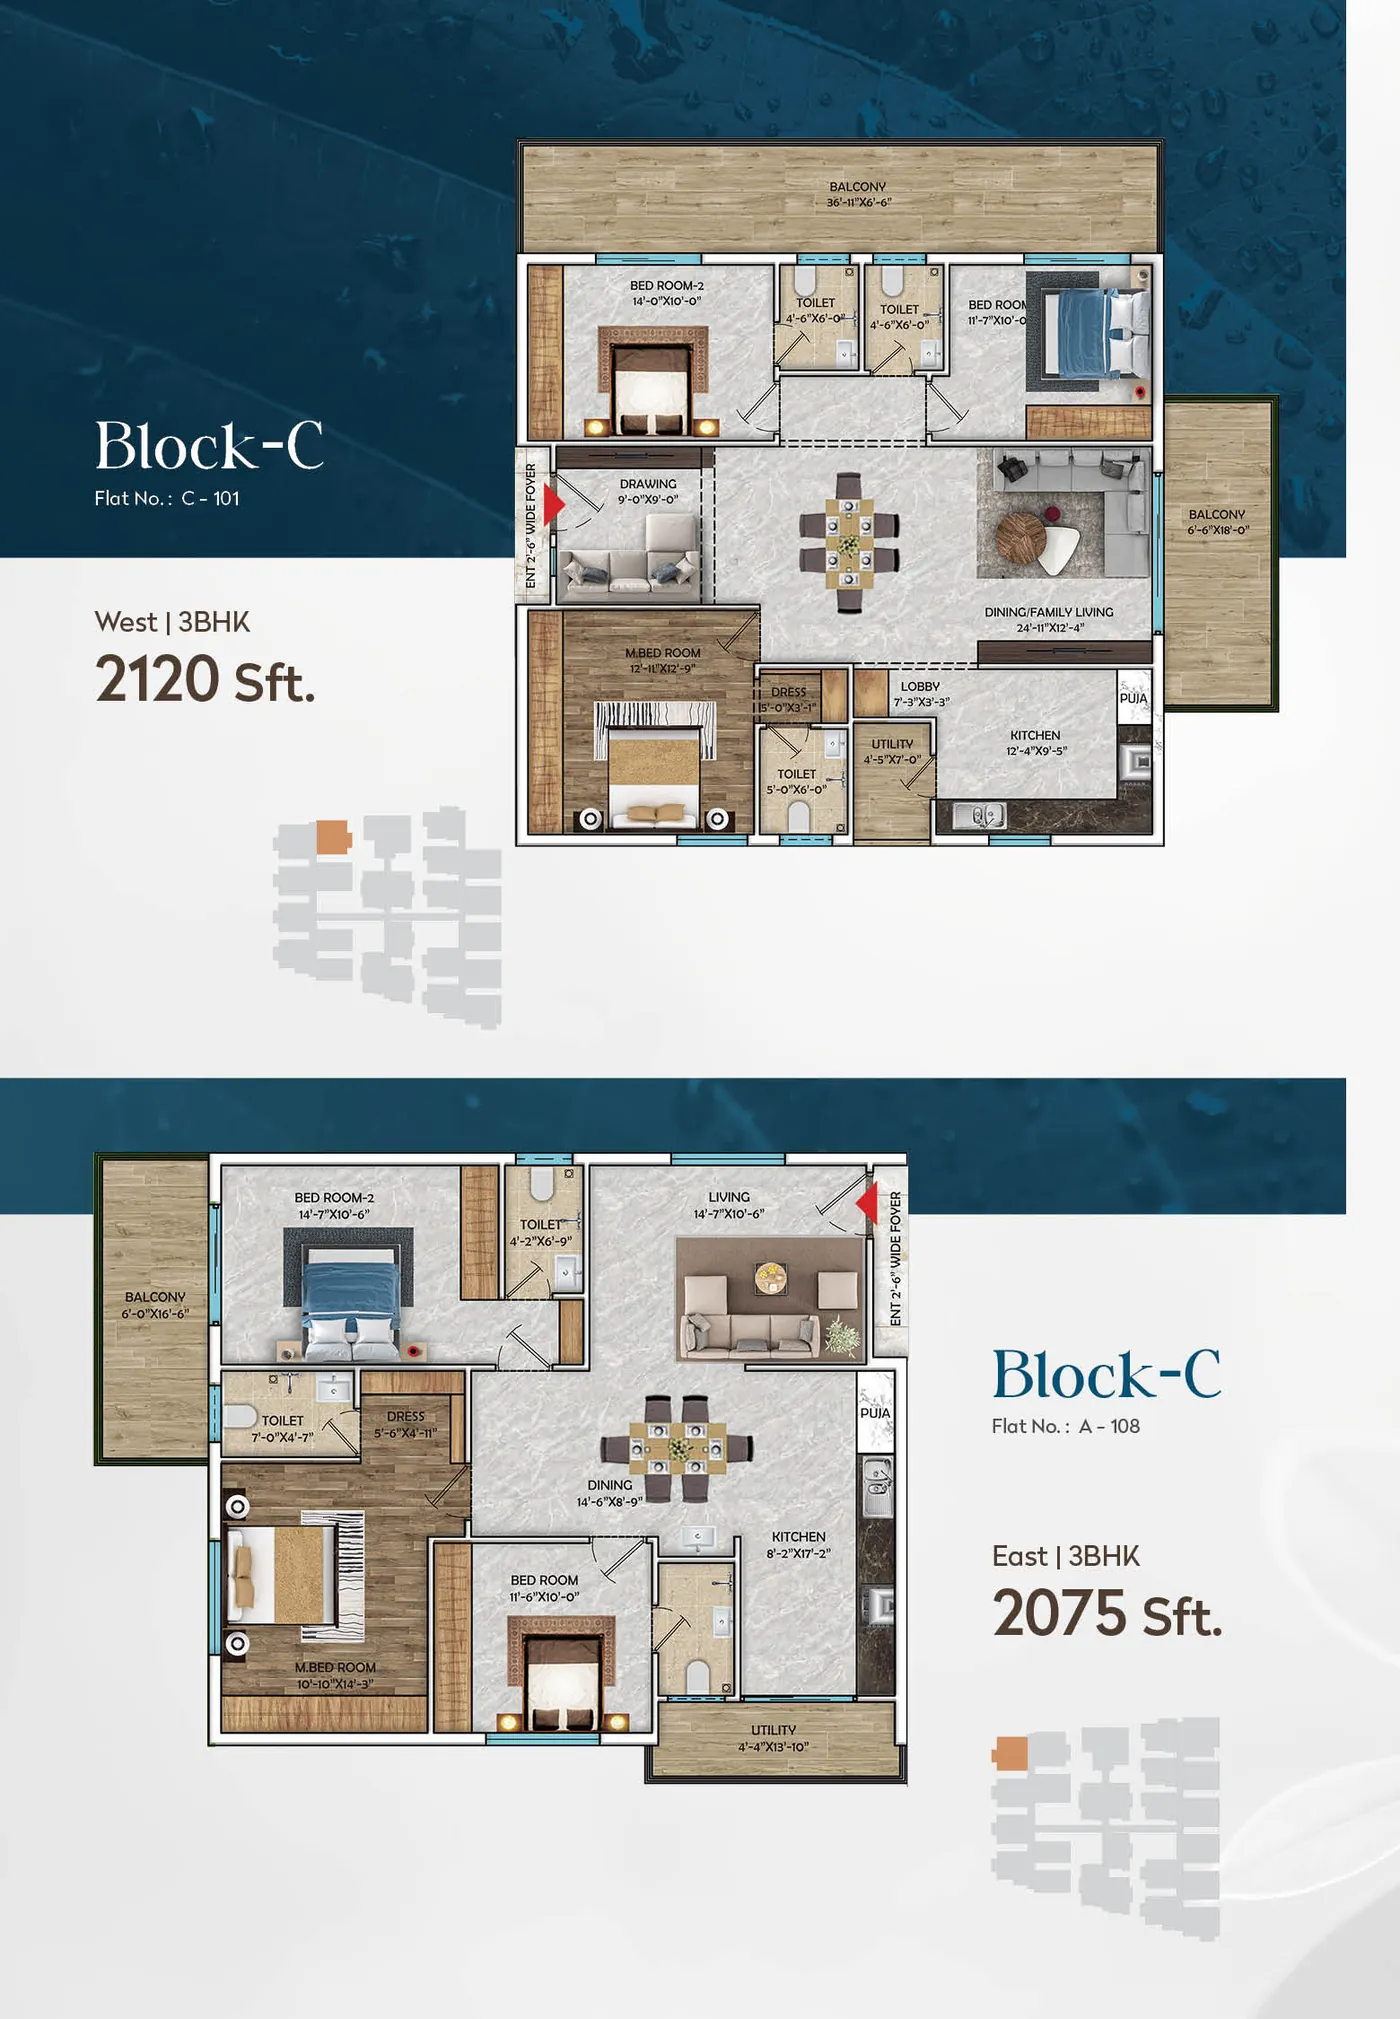 BALCONY
36'-11"X6'-6"
BED ROOM-2
14'-0"X10'-0"
TOILET
4'-6"X6'-0"
TOILET
4'-6"X6'-0"
BED ROOM
11'-7"X10'-0
Block-C
Flat No. : C - 101
ENT 2'-6" WIDE FOYER
DRAWING
9'-0"X9'-0"
BALCONY
6'-6"X18'-0"
DINING/FAMILY LIVING
24'-11"X12'-4"
West | 3BHK
2120 Sft.
M.BED ROOM
12'-11"X12'-9"
DRESS
5'-0"X3'-1"
LOBBY
7'-3"X3'-3"
PUJA
UTILITY
4'-5"X7'-0"
KITCHEN
12'-4"X9'-5"
TOILET
5'-0"X6'-0"
BED ROOM-2
14'-7"X10'-6"
TOILET
4'-2"X6'-9"
LIVING
14'-7"X10'-6"
ENT 2'-6" WIDE FOYER
BALCONY
6'-0"X16'-6"
TOILET
7'-0"X4'-7"
DRESS
5'-6"X4'-11"
PUJA
DINING
14'-6"X8'-9"
KITCHEN
8'-2"X17'-2"
BED ROOM
11'-6"X10'-0"
M.BED ROOM
10'-10"X14'-3"
UTILITY
4'-4"X13'-10"
Block-C
Flat No. : A - 108
East | 3BHK
2075 Sft.